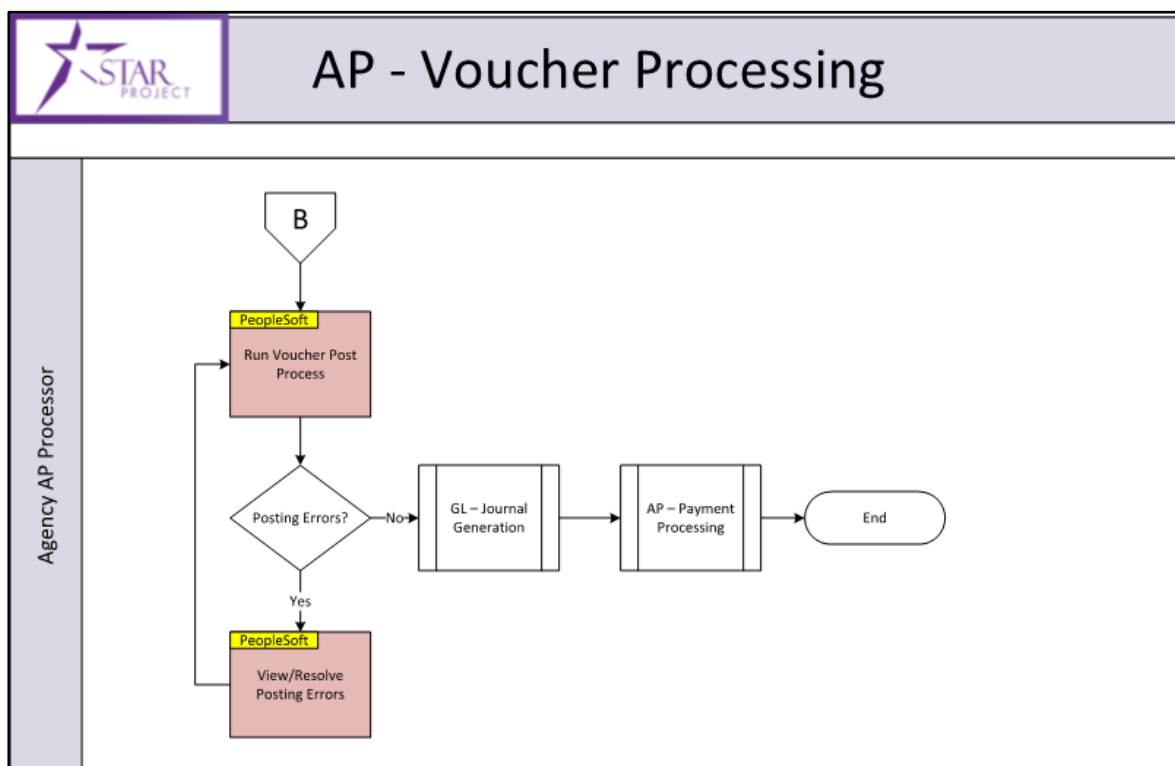 STAR
PROJECT
AP - Voucher Processing
Agency AP Processor
B
PeopleSoft
Run Voucher Post
Process
Posting Errors?
No
GL – Journal
Generation
AP – Payment
Processing
End
Yes
PeopleSoft
View/Resolve
Posting Errors